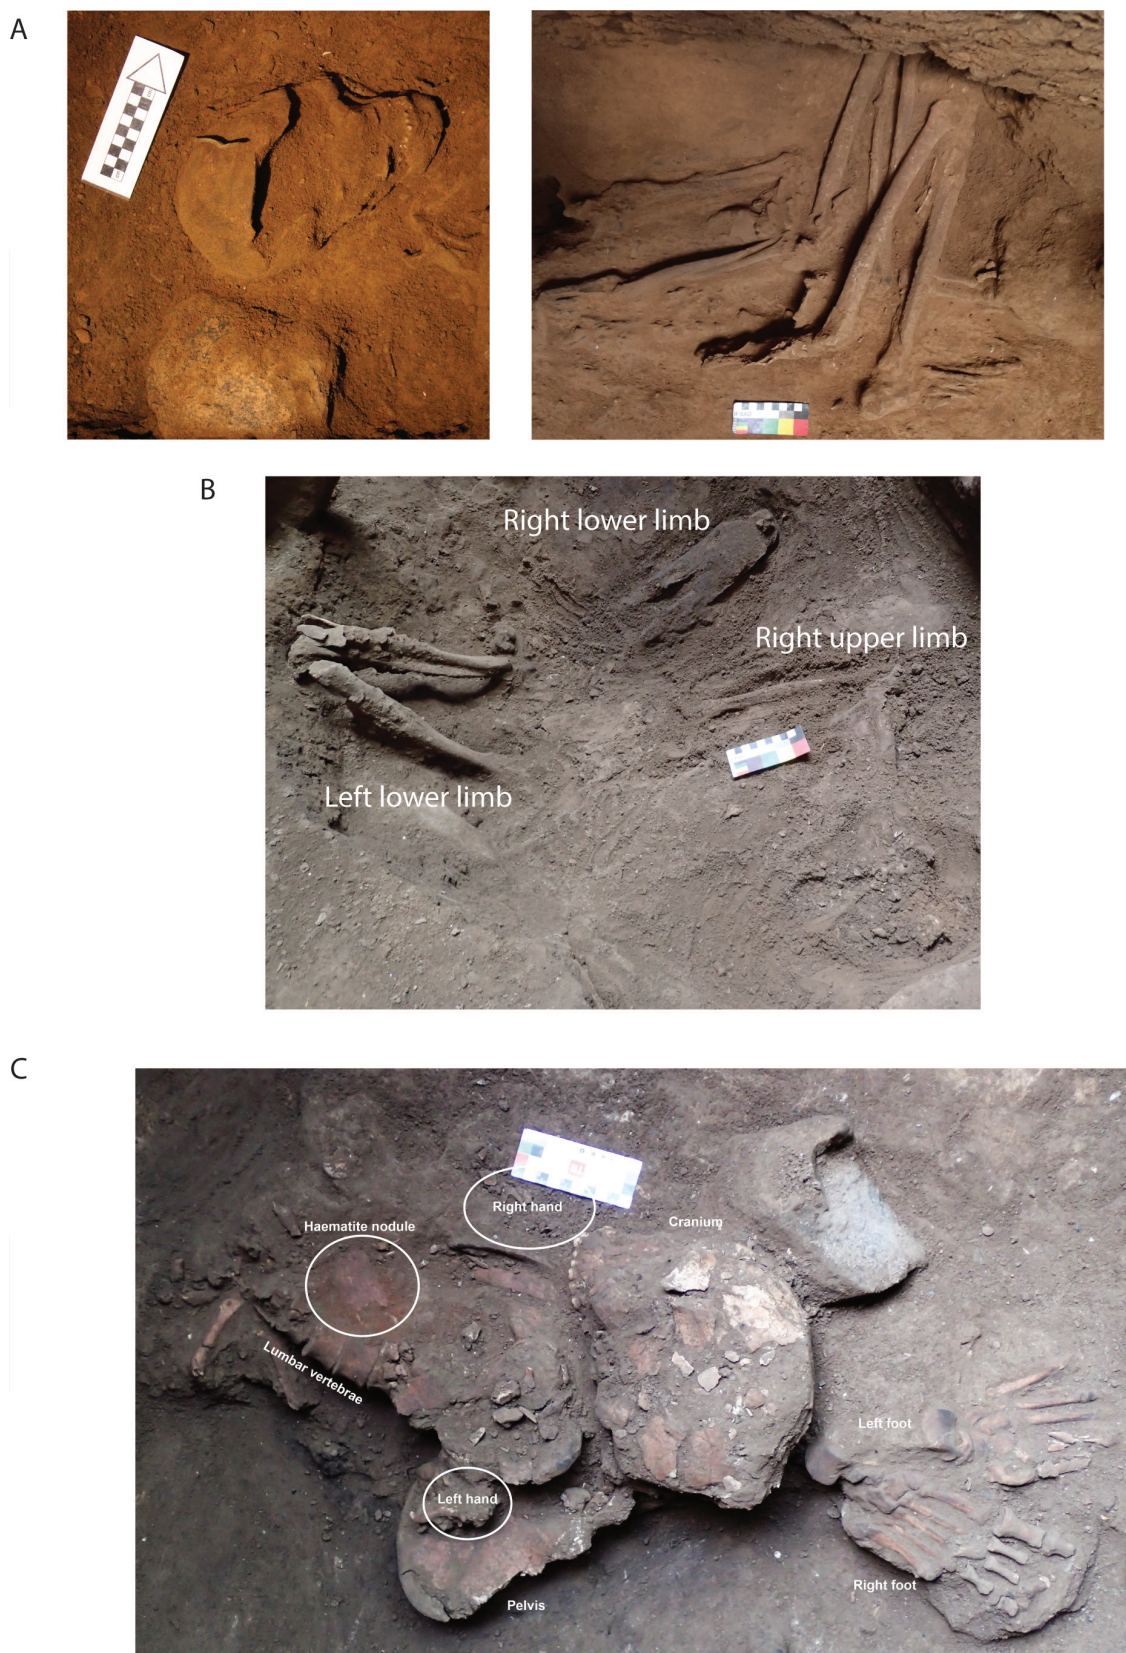 A
B
Right lower limb
Right upper limb
Left lower limb
C
Right hand
Haematite nodule
Cranium
Lumbar vertebrae
Left foot
Left hand
Right foot
Pelvis